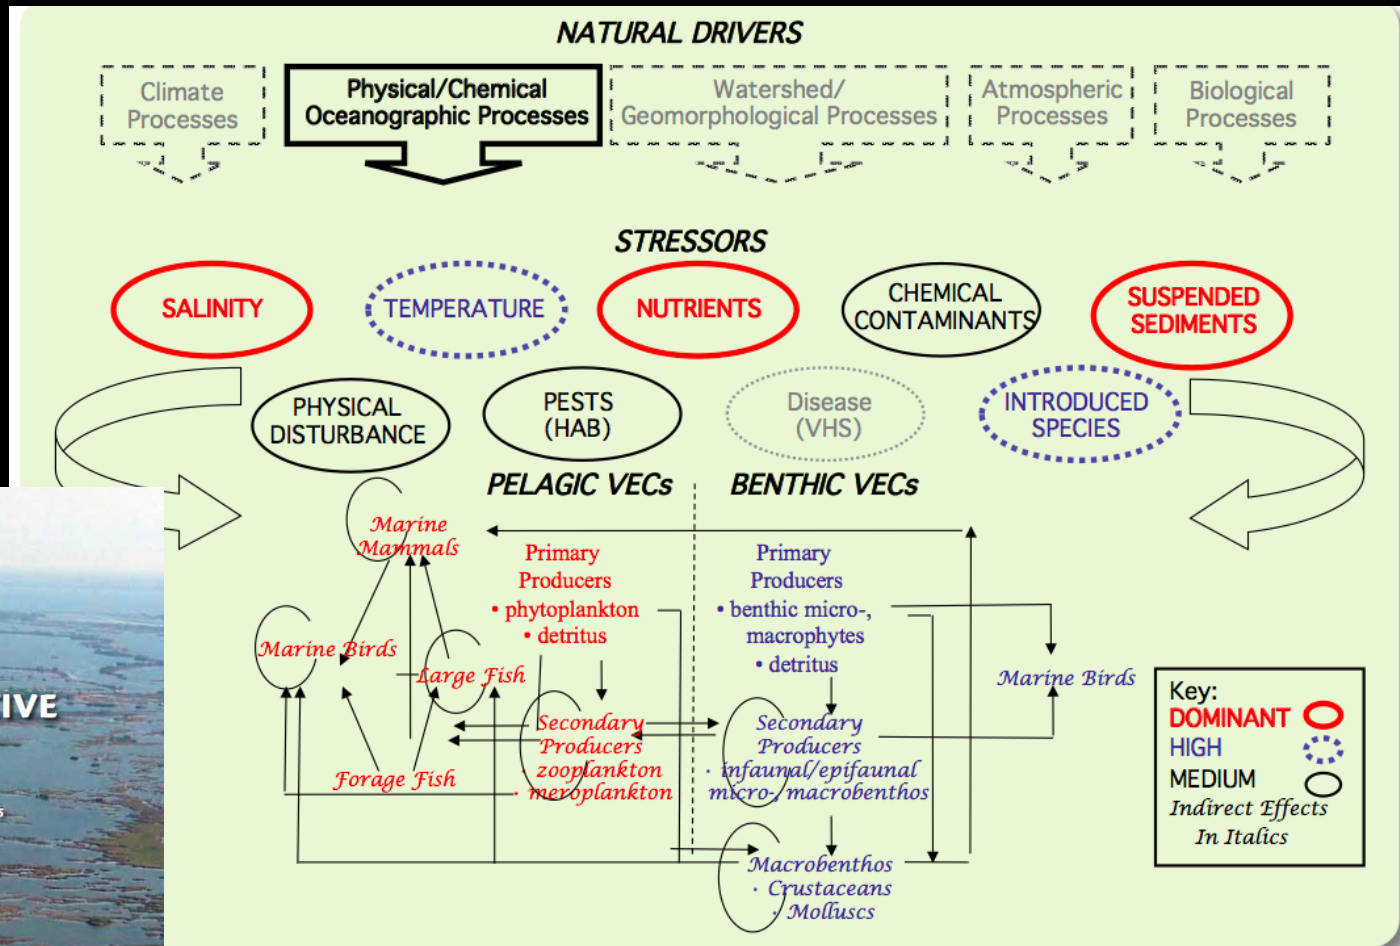 NATURAL DRIVERS
Climate
Processes
Physical/Chemical
Oceanographic Processes
Watershed/
Geomorphological Processes
Atmospheric
Processes
Biological
Processes
STRESSORS
SALINITY
TEMPERATURE
NUTRIENTS
CHEMICAL
CONTAMINANTS
SUSPENDED
SEDIMENTS
PHYSICAL
DISTURBANCE
PESTS
(HAB)
Disease
(VHS)
INTRODUCED
SPECIES
PELAGIC VECs
BENTHIC VECs
Marine
Mammals
Marine Birds
Large Fish
Forage Fish
Primary
Producers
• phytoplankton
• detritus
Secondary
Producers
· zooplankton
· meroplankton
Primary
Producers
• benthic micro-,
macrophytes
• detritus
Secondary
Producers
· infaunal/epifaunal
micro-, macrobenthos
Macrobenthos
· Crustaceans
· Molluscs
Marine Birds
Key:
DOMINANT
HIGH
MEDIUM
Indirect Effects
In Italics